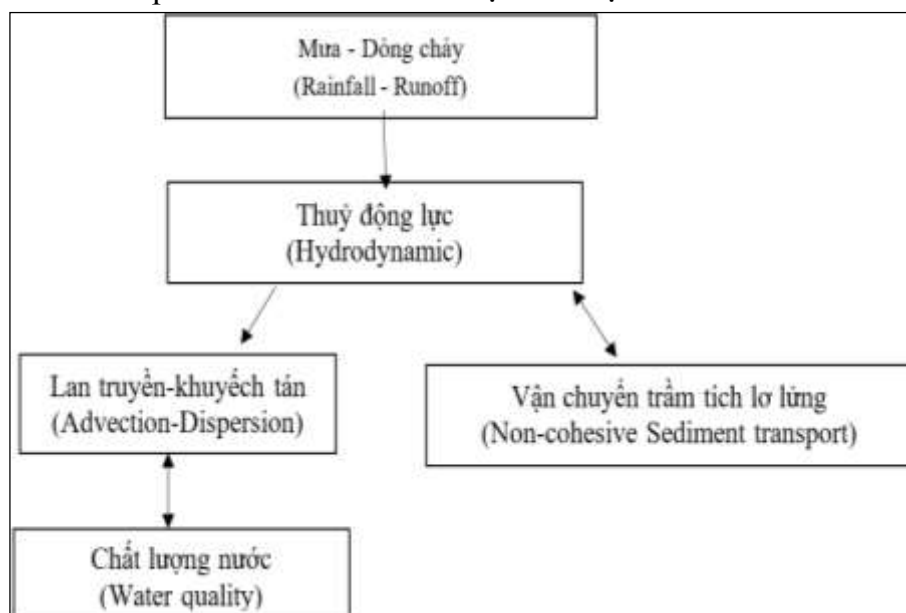 Mưa - Dòng chảy
(Rainfall - Runoff)
Thuỷ động lực
(Hydrodynamic)
Lan truyền-khuyếch tán
(Advection-Dispersion)
Vận chuyển trầm tích lơ lửng
(Non-cohesive Sediment transport)
Chất lượng nước
(Water quality)